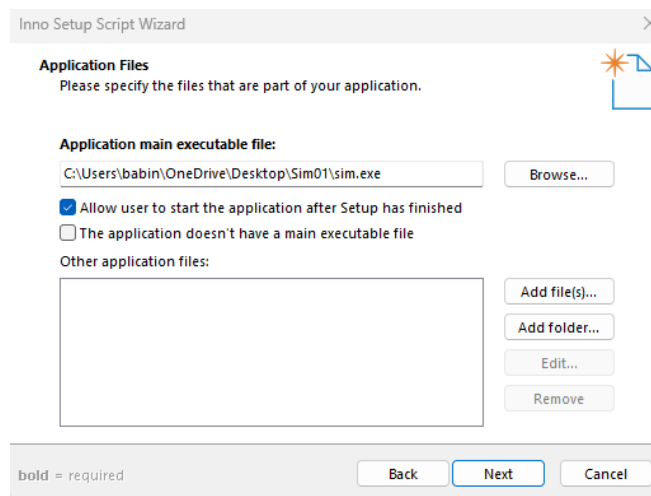 Inno Setup Script Wizard
Application Files
Please specify the files that are part of your application.
Application main executable file:
C:\Users\babin\OneDrive\Desktop\Sim01\sim.exe
Browse...
Allow user to start the application after Setup has finished
The application doesn't have a main executable file
Other application files:
Add file(s)...
Add folder...
Edit...
Remove
bold = required
Back
Next
Cancel